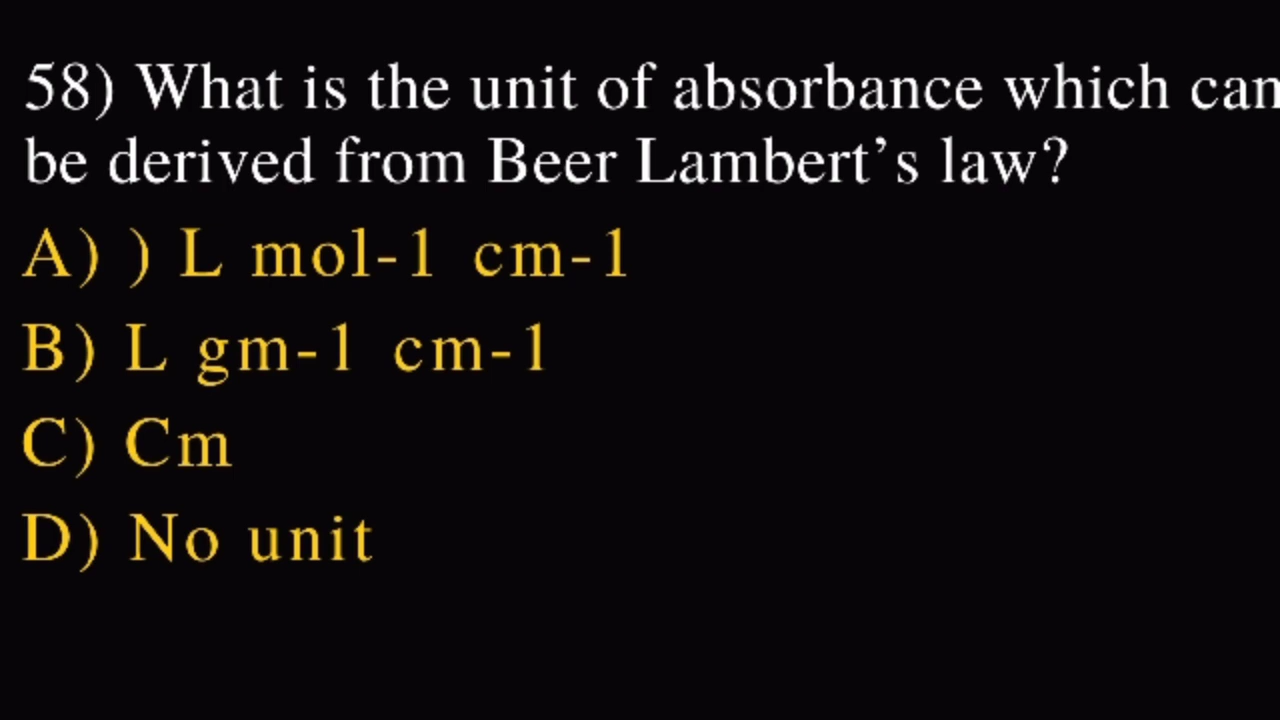 58) What is the unit of absorbance which can
be derived from Beer Lambert’s law?
A) ) L mol-1 cm-1
B) L gm-1 cm-1
C) Cm
D) No unit